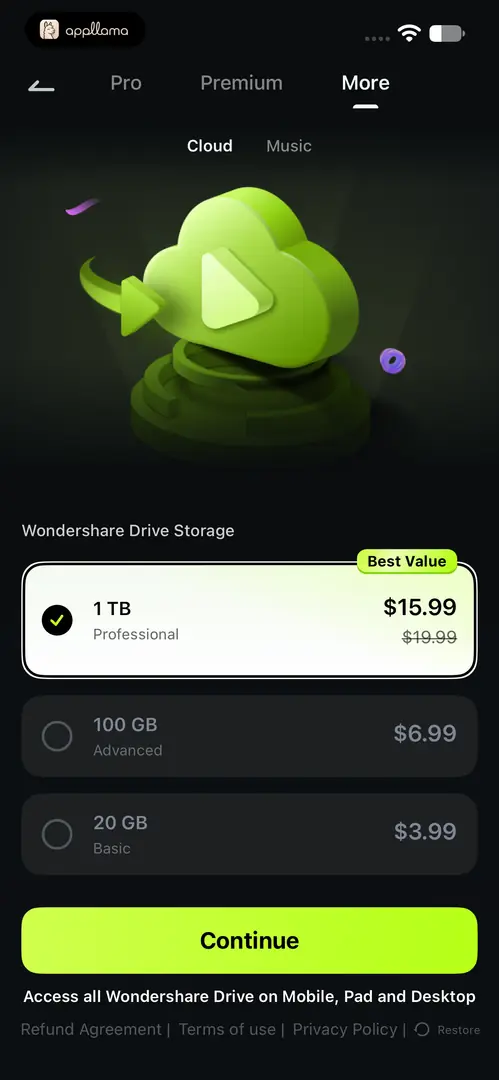 appllama
Pro Premium More
Cloud Music
Wondershare Drive Storage
Best Value
1 TB $15.99
Professional $19.99
100 GB $6.99
Advanced
20 GB $3.99
Basic
Continue
Access all Wondershare Drive on Mobile, Pad and Desktop
Refund Agreement | Terms of use | Privacy Policy | Restore